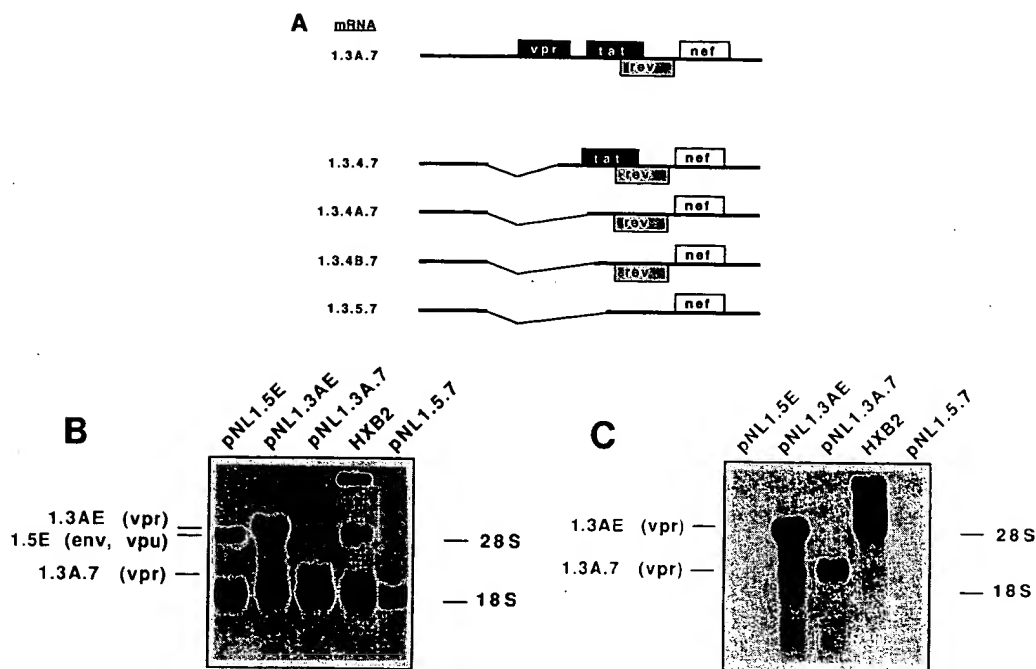 A mRNA
1.3A.7 vpr tat nef
rev
1.3.4.7 tat nef
rev
1.3.4A.7 nef
rev
1.3.4B.7 nef
rev
1.3.5.7 nef
B
pNL1.5E pNL1.3AE pNL1.3A.7 HXB2 pNL1.5.7
1.3AE (vpr)
1.5E (env, vpu)
1.3A.7 (vpr)
28S
18S
C
pNL1.5E pNL1.3AE pNL1.3A.7 HXB2 pNL1.5.7
1.3AE (vpr)
1.3A.7 (vpr)
28S
18S